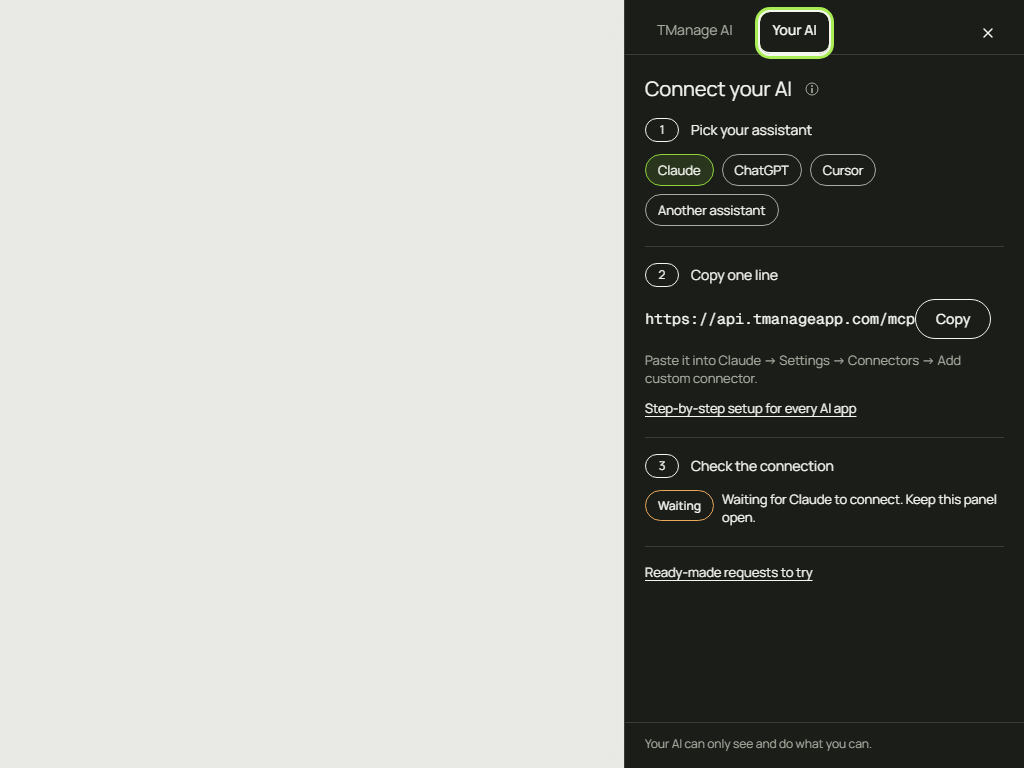 TManage AI
Your AI
×
Connect your AI
1 Pick your assistant
Claude ChatGPT Cursor
Another assistant
2 Copy one line
https://api.tmanageapp.com/mcp Copy
Paste it into Claude → Settings → Connectors → Add
custom connector.
Step-by-step setup for every AI app
3 Check the connection
Waiting
Waiting for Claude to connect. Keep this panel
open.
Ready-made requests to try
Your AI can only see and do what you can.